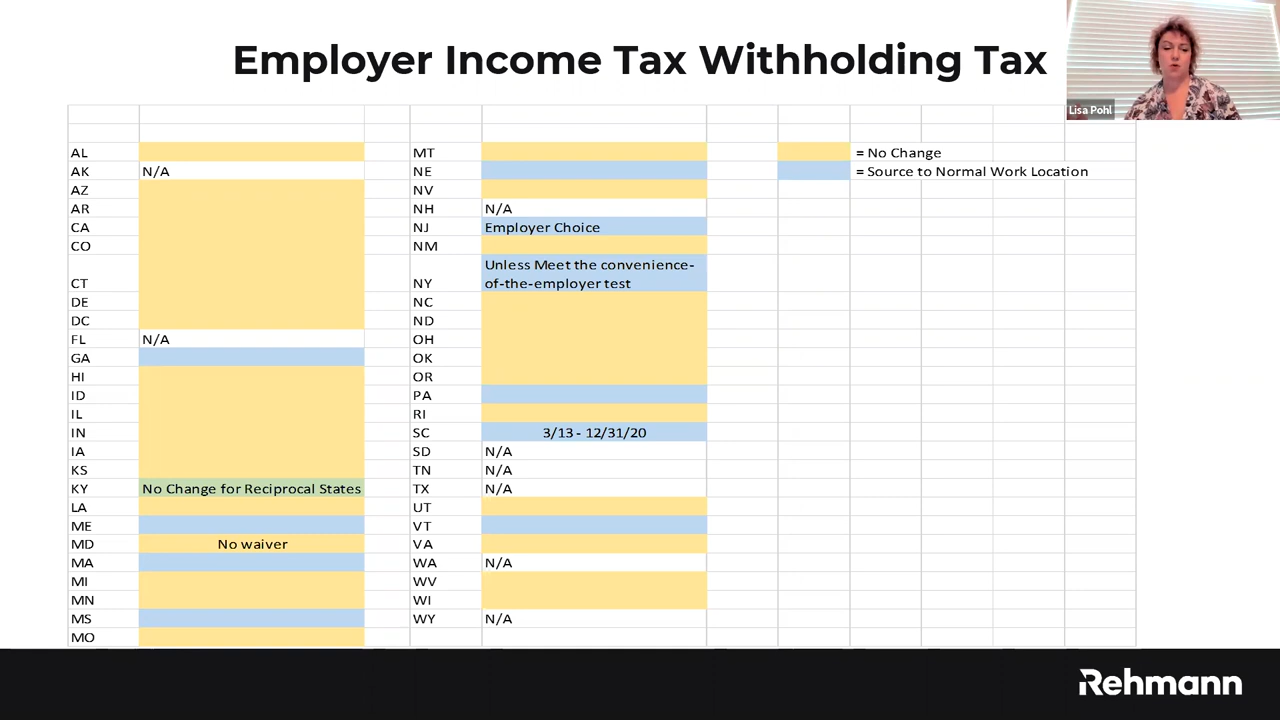 Employer Income Tax Withholding Tax
Lisa Pohl
AL
AK N/A
AZ
AR
CA
CO
CT
DE
DC
FL N/A
GA
HI
ID
IL
IN
IA
KS
KY No Change for Reciprocal States
LA
ME
MD No waiver
MA
MI
MN
MS
MO
MT
NE
NV
NH N/A
NJ Employer Choice
NM
Unless Meet the convenience-
NY of-the-employer test
NC
ND
OH
OK
OR
PA
RI
SC 3/13 - 12/31/20
SD N/A
TN N/A
TX N/A
UT
VT
VA
WA N/A
WV
WI
WY N/A
= No Change
= Source to Normal Work Location
Rehmann